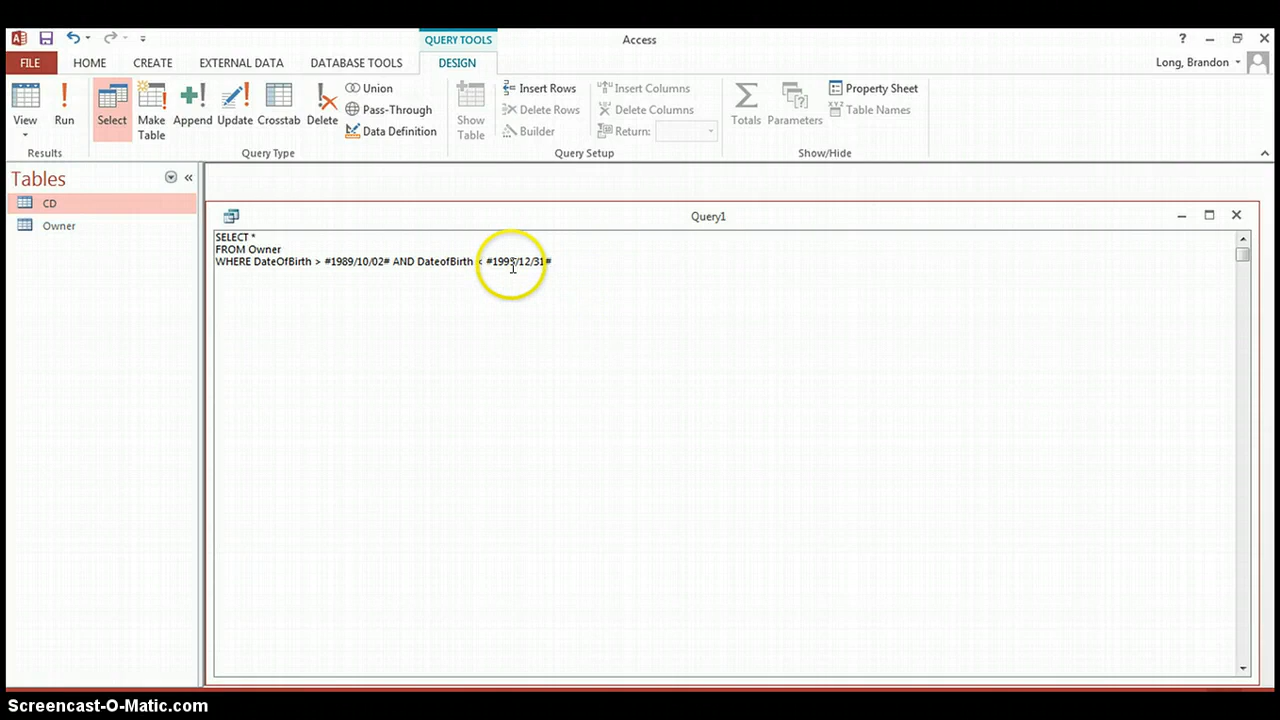 QUERY TOOLS
Access
?
FILE
HOME
CREATE
EXTERNAL DATA
DATABASE TOOLS
DESIGN
Long, Brandon
View
Run
Select
Make Table
Append
Update
Crosstab
Delete
Union
Pass-Through
Data Definition
Show Table
Insert Rows
Delete Rows
Builder
Insert Columns
Delete Columns
Return:
Totals
Parameters
Property Sheet
Table Names
Results
Query Type
Query Setup
Show/Hide
Tables
CD
Owner
Query1
SELECT *
FROM Owner
WHERE DateOfBirth > #1989/10/02# AND DateofBirth <
Screencast-O-Matic.com